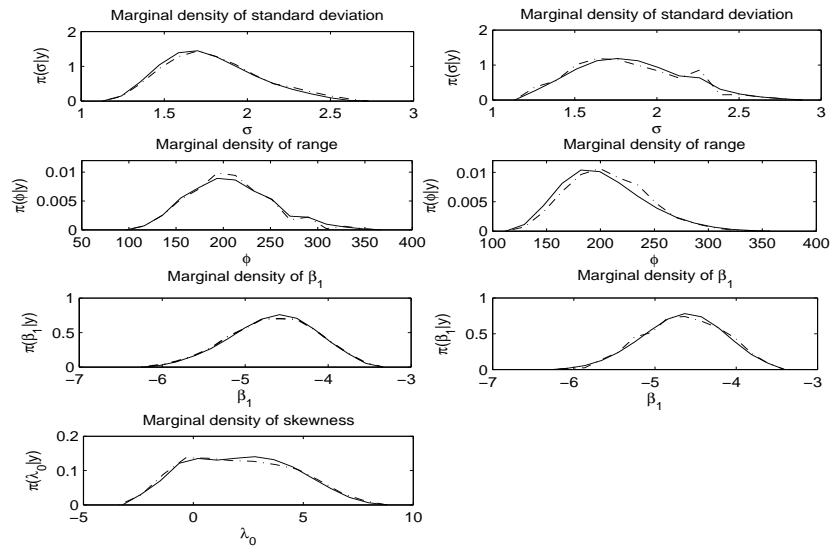 Marginal density of standard deviation
π(σ|y)
2
1
0
1
1.5
2
2.5
3
σ
Marginal density of standard deviation
π(σ|y)
2
1
0
1
1.5
2
2.5
3
σ
Marginal density of range
π(ϕ|y)
0.01
0.005
0
50
100
150
200
250
300
350
400
ϕ
Marginal density of range
π(ϕ|y)
0.01
0.005
0
100
150
200
250
300
350
400
ϕ
Marginal density of β1
π(β1|y)
1
0.5
0
−7
−6
−5
−4
−3
β1
Marginal density of β1
π(β1|y)
1
0.5
0
−7
−6
−5
−4
−3
β1
Marginal density of skewness
π(λ0|y)
0.2
0.1
0
−5
0
5
10
λ0